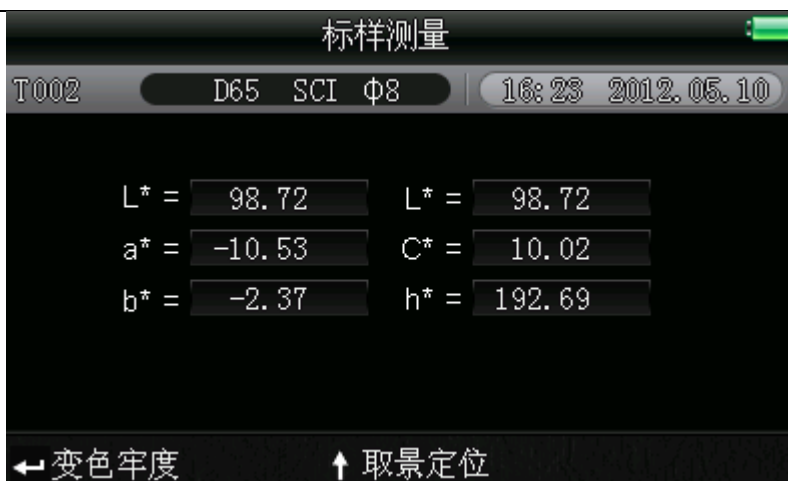 标样测量
T002 D65 SCI Φ8 16:23 2012.05.10
L* = 98.72 L* = 98.72
a* = -10.53 C* = 10.02
b* = -2.37 h* = 192.69
变色牢度 取景定位